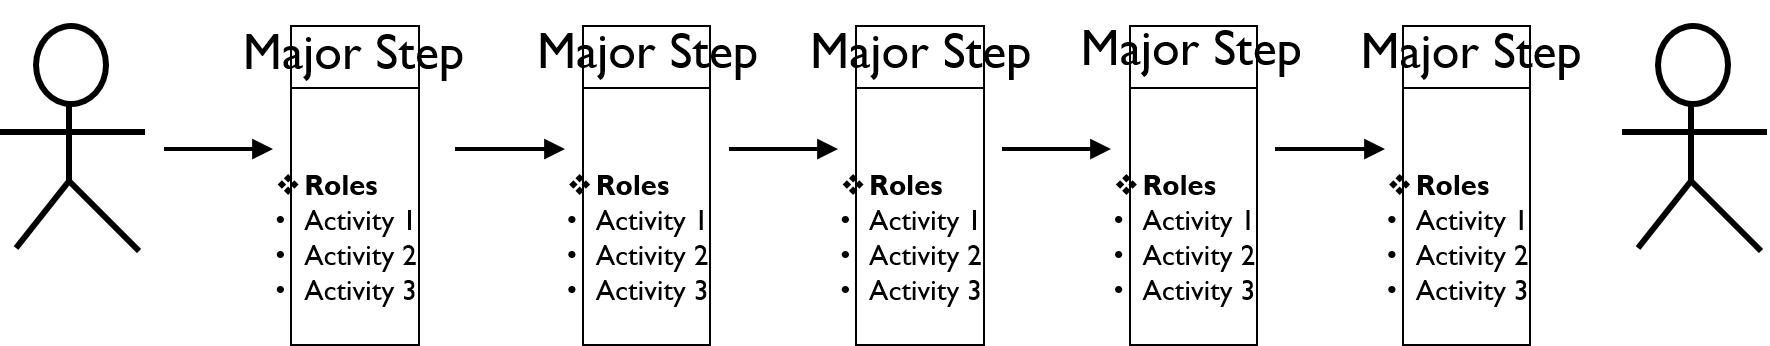 Major Step
❖ Roles
• Activity 1
• Activity 2
• Activity 3
Major Step
❖ Roles
• Activity 1
• Activity 2
• Activity 3
Major Step
❖ Roles
• Activity 1
• Activity 2
• Activity 3
Major Step
❖ Roles
• Activity 1
• Activity 2
• Activity 3
Major Step
❖ Roles
• Activity 1
• Activity 2
• Activity 3